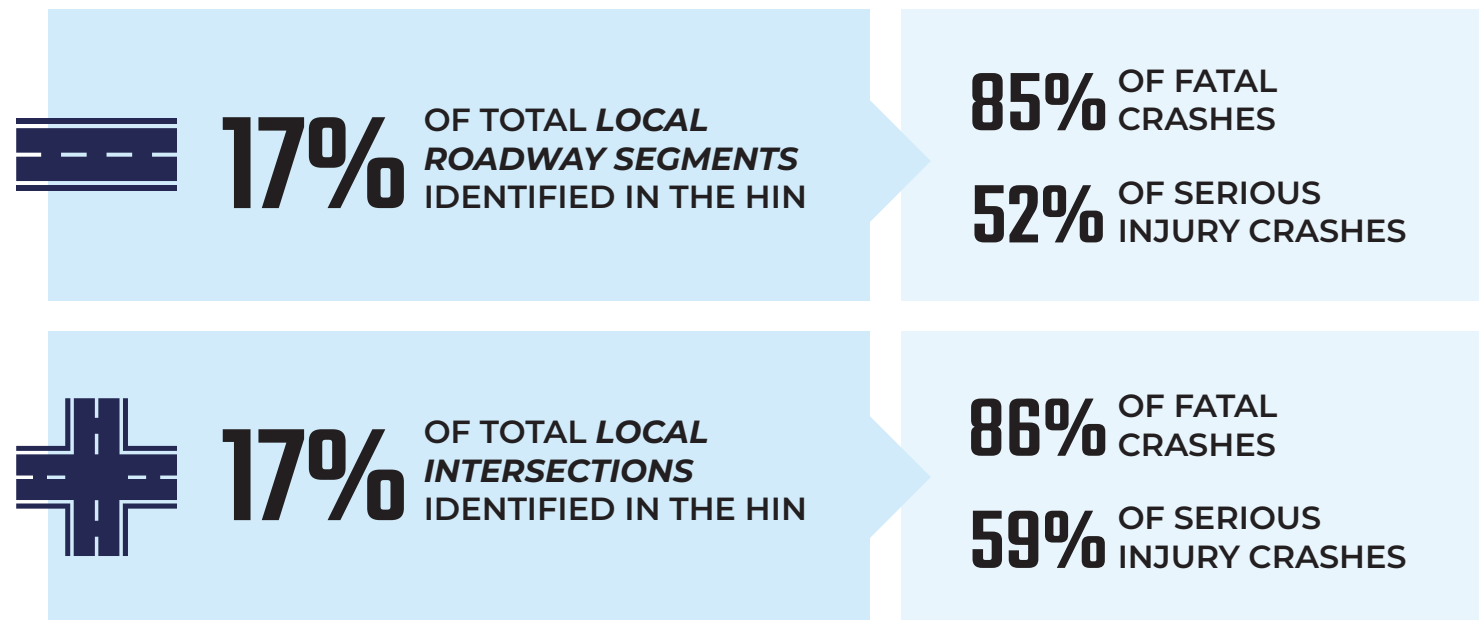 17%
OF TOTAL LOCAL
ROADWAY SEGMENTS
IDENTIFIED IN THE HIN
85%
OF FATAL
CRASHES
52%
OF SERIOUS
INJURY CRASHES
17%
OF TOTAL LOCAL
INTERSECTIONS
IDENTIFIED IN THE HIN
86%
OF FATAL
CRASHES
59%
OF SERIOUS
INJURY CRASHES